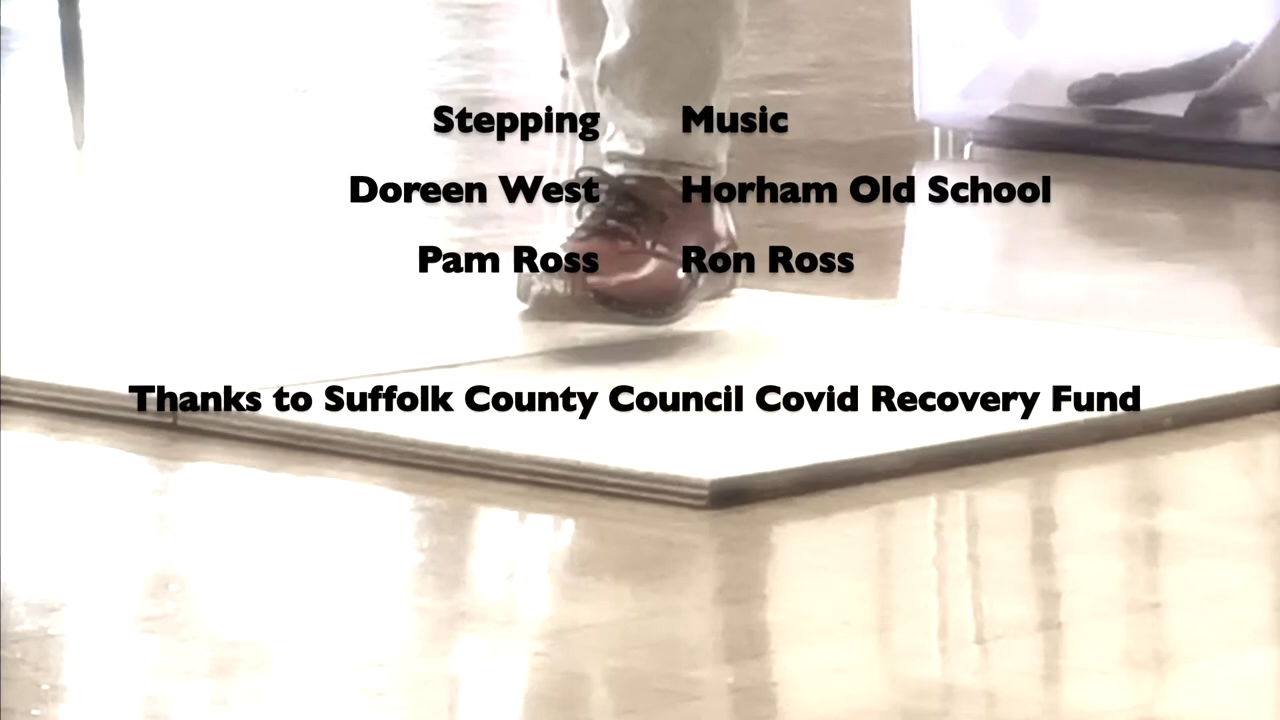 Stepping Music
Doreen West Horham Old School
Pam Ross Ron Ross
Thanks to Suffolk County Council Covid Recovery Fund